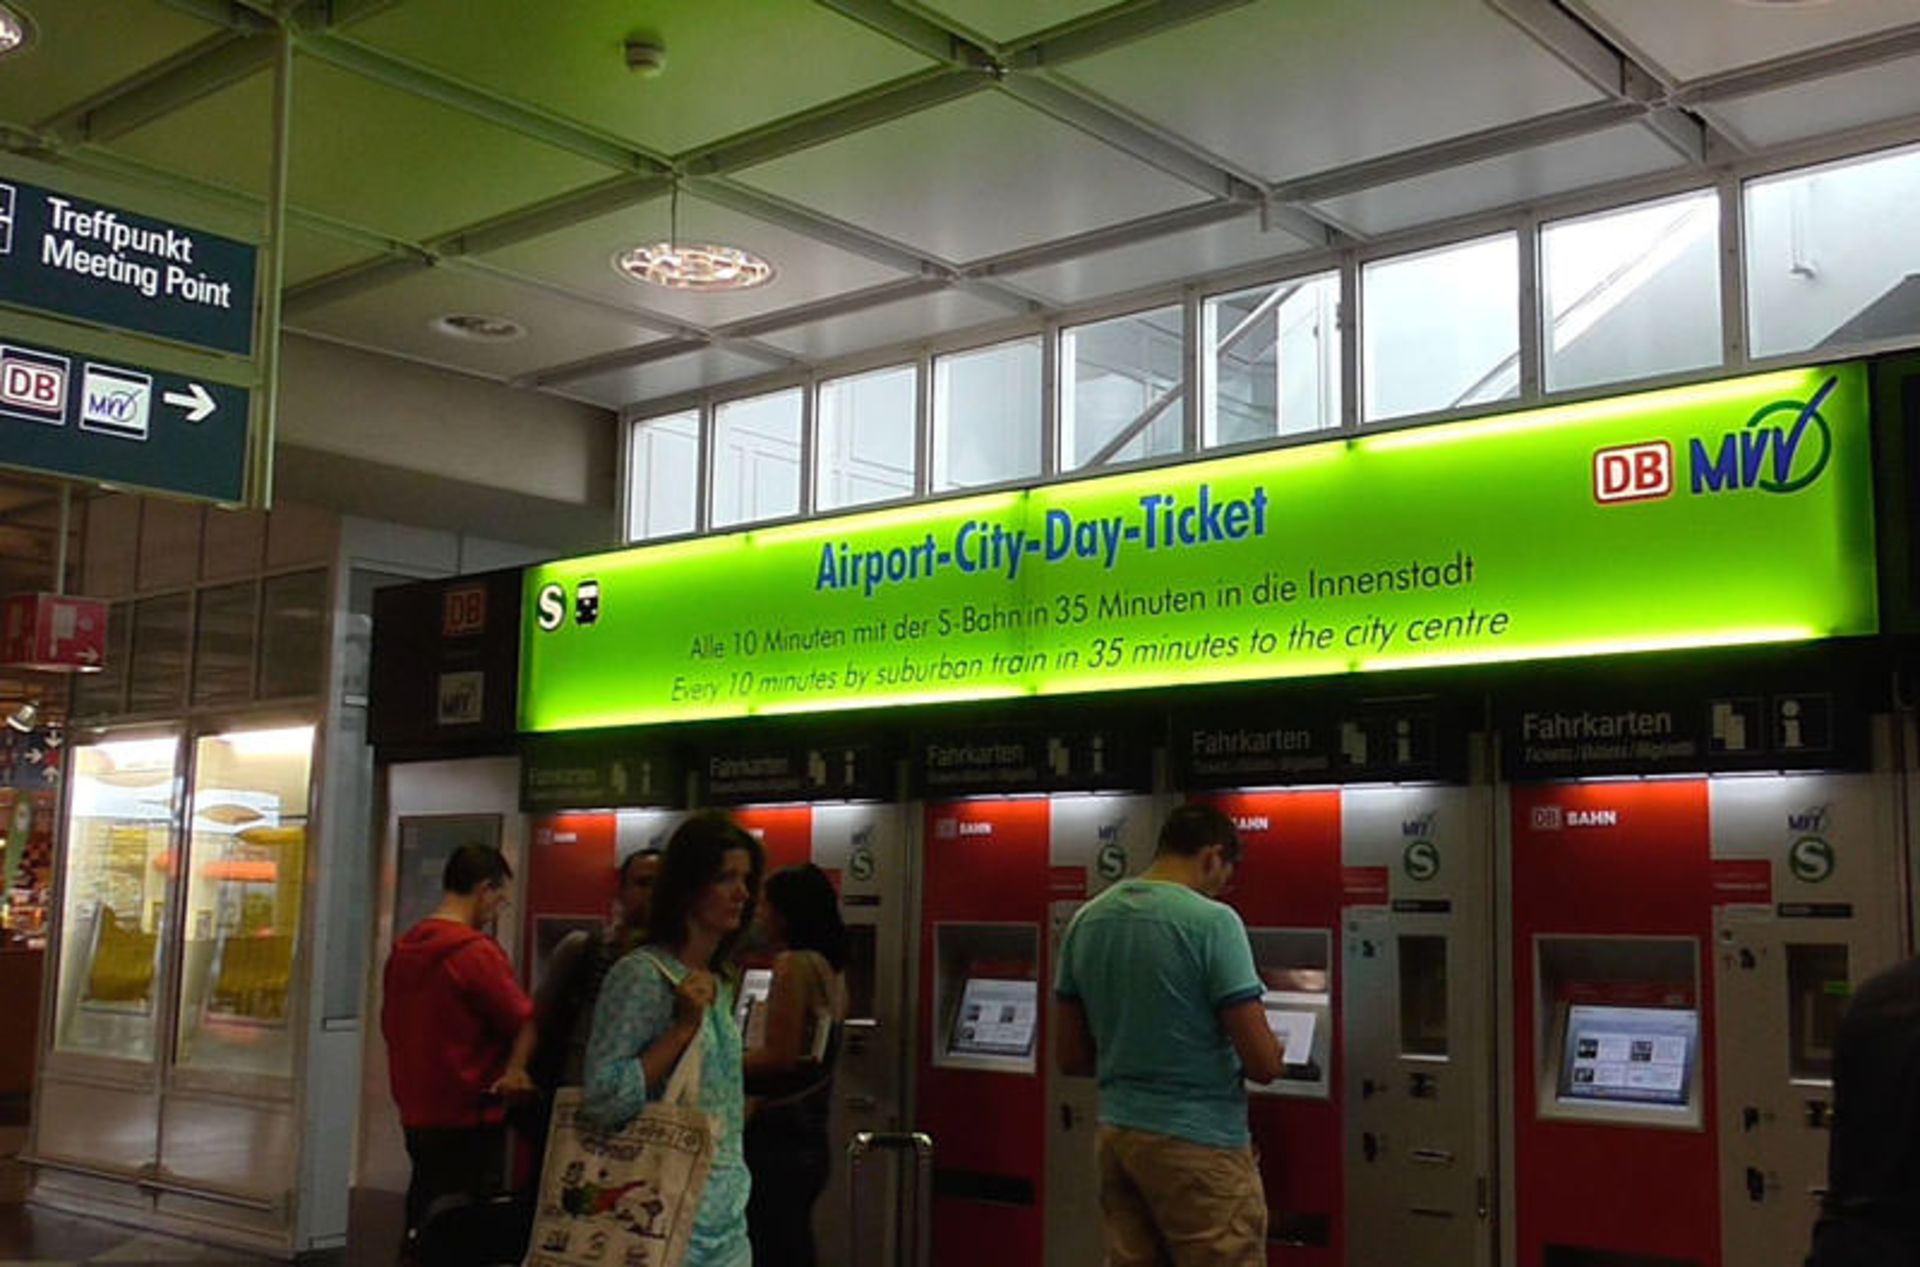 Treffpunkt
Meeting Point
DB
MVV
DB
MVV
Airport-City-Day-Ticket
Alle 10 Minuten mit der S-Bahn in 35 Minuten in die Innenstadt
Every 10 minutes by suburban train in 35 minutes to the city centre
S
DB
MVV
Fahrkarten
Fahrkarten
Fahrkarten
Fahrkarten
Fahrkarten
i
i
i
i
DB BAHN
MVV
S
BAHN
MVV
S
AHN
MVV
S
DB BAHN
MVV
S